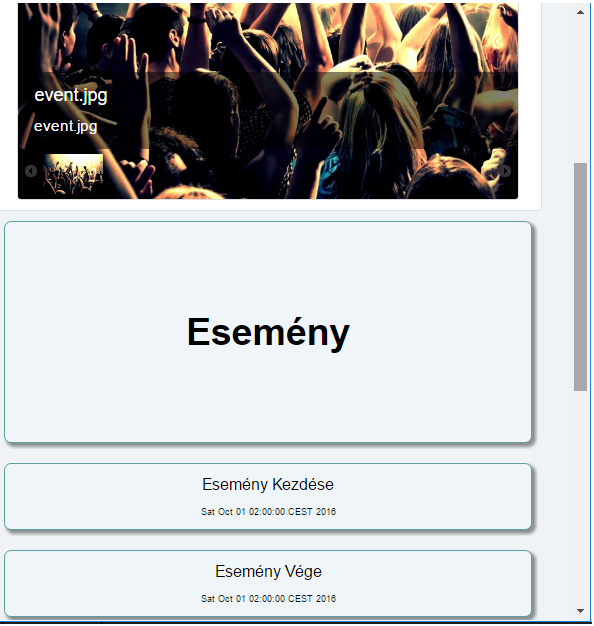 event.jpg
event.jpg
Esemény
Esemény Kezdése
Sat Oct 01 02:00:00 CEST 2016
Esemény Vége
Sat Oct 01 02:00:00 CEST 2016